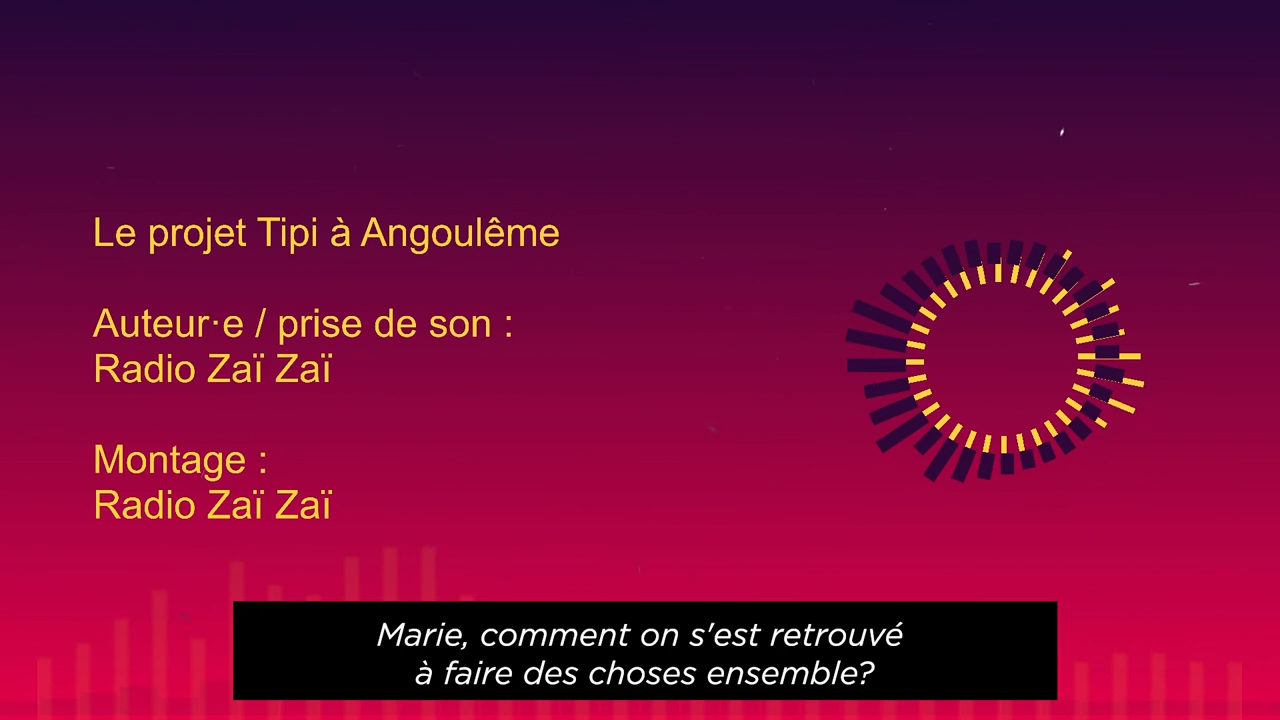 Le projet Tipi à Angoulême
Auteur·e / prise de son :
Radio Zaï Zaï
Montage :
Radio Zaï Zaï
Marie, comment on s'est retrouvé
à faire des choses ensemble?